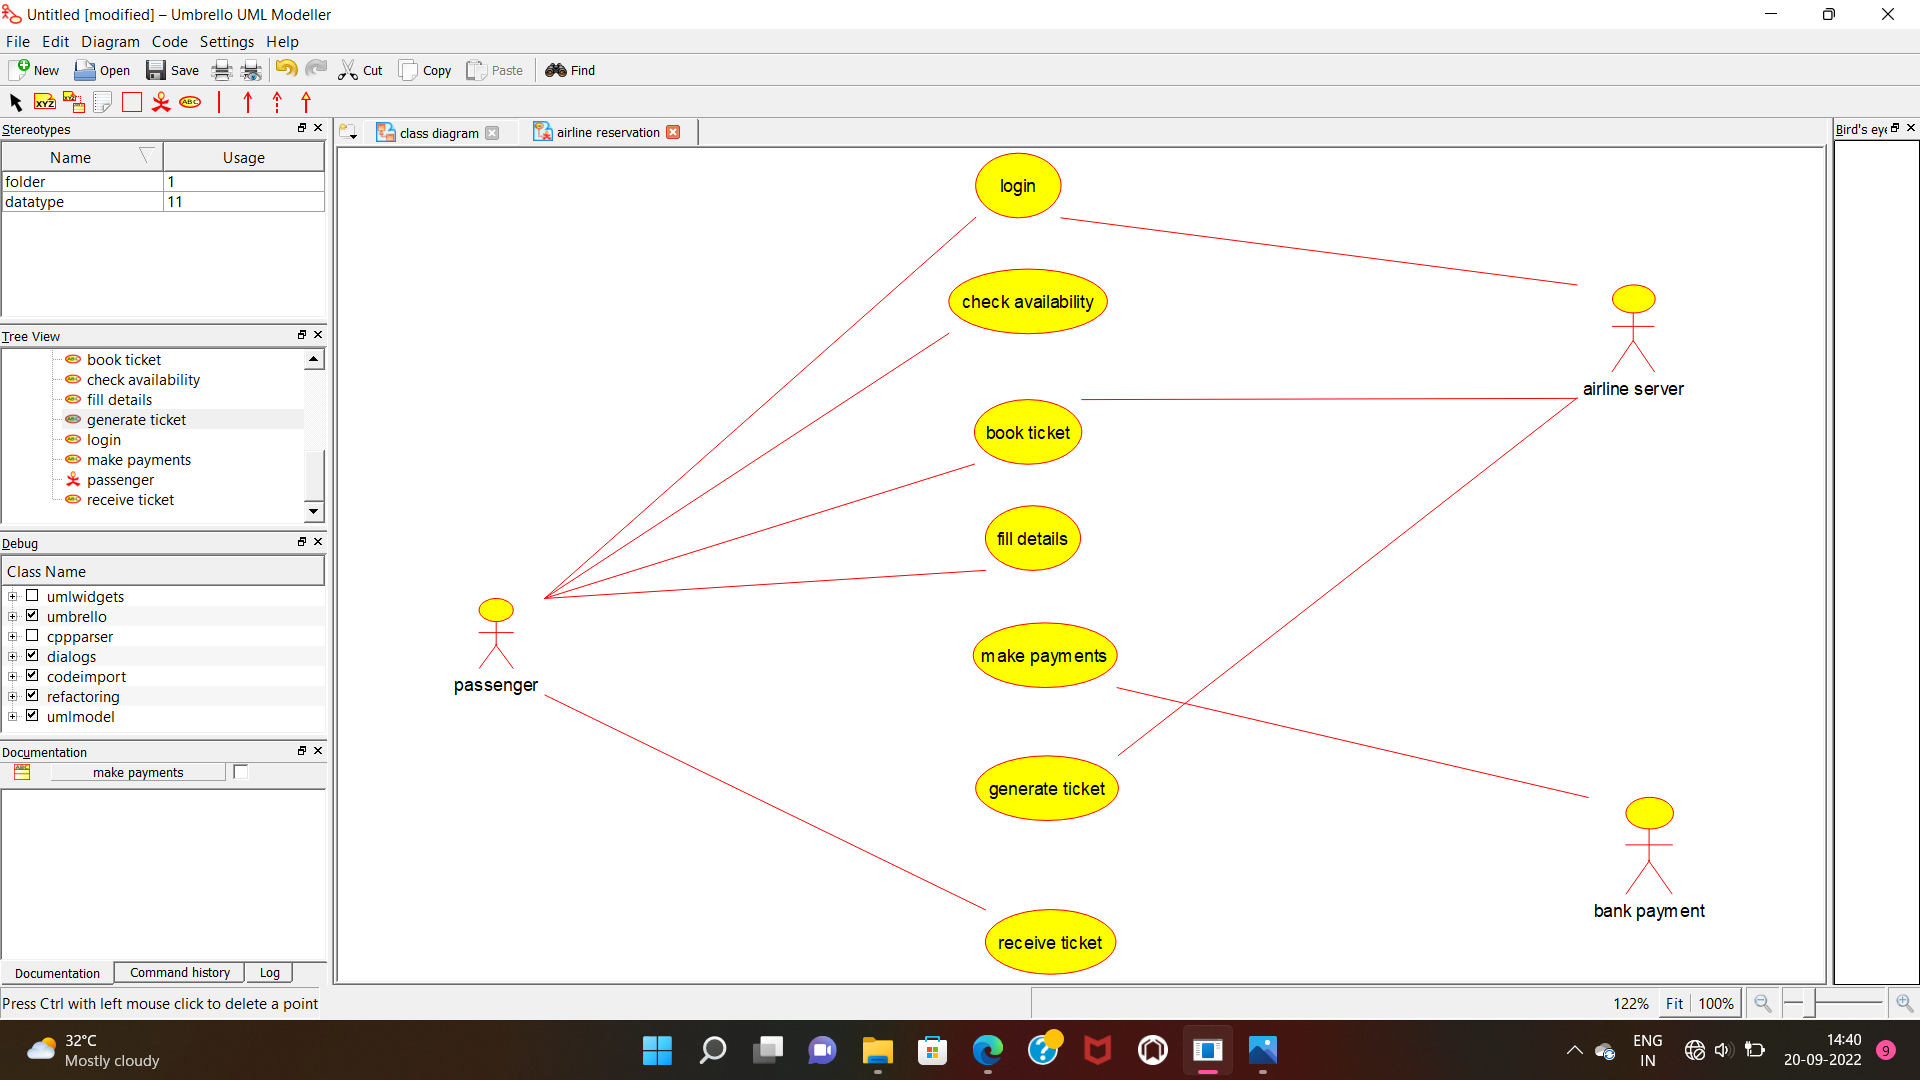 Untitled [modified] – Umbrello UML Modeller
File Edit Diagram Code Settings Help
New Open Save Cut Copy Paste Find
XYZ XYZ ABC
Stereotypes
Name Usage
folder 1
datatype 11
Tree View
book ticket
check availability
fill details
generate ticket
login
make payments
passenger
receive ticket
Debug
Class Name
umlwidgets
umbrello
cppparser
dialogs
codeimport
refactoring
umlmodel
Documentation
make payments
Documentation Command history Log
Press Ctrl with left mouse click to delete a point
class diagram airline reservation
login
check availability
book ticket
fill details
make payments
generate ticket
receive ticket
passenger
airline server
bank payment
Bird's eye
122% Fit 100%
32°C
Mostly cloudy
ENG
IN
14:40
20-09-2022
9